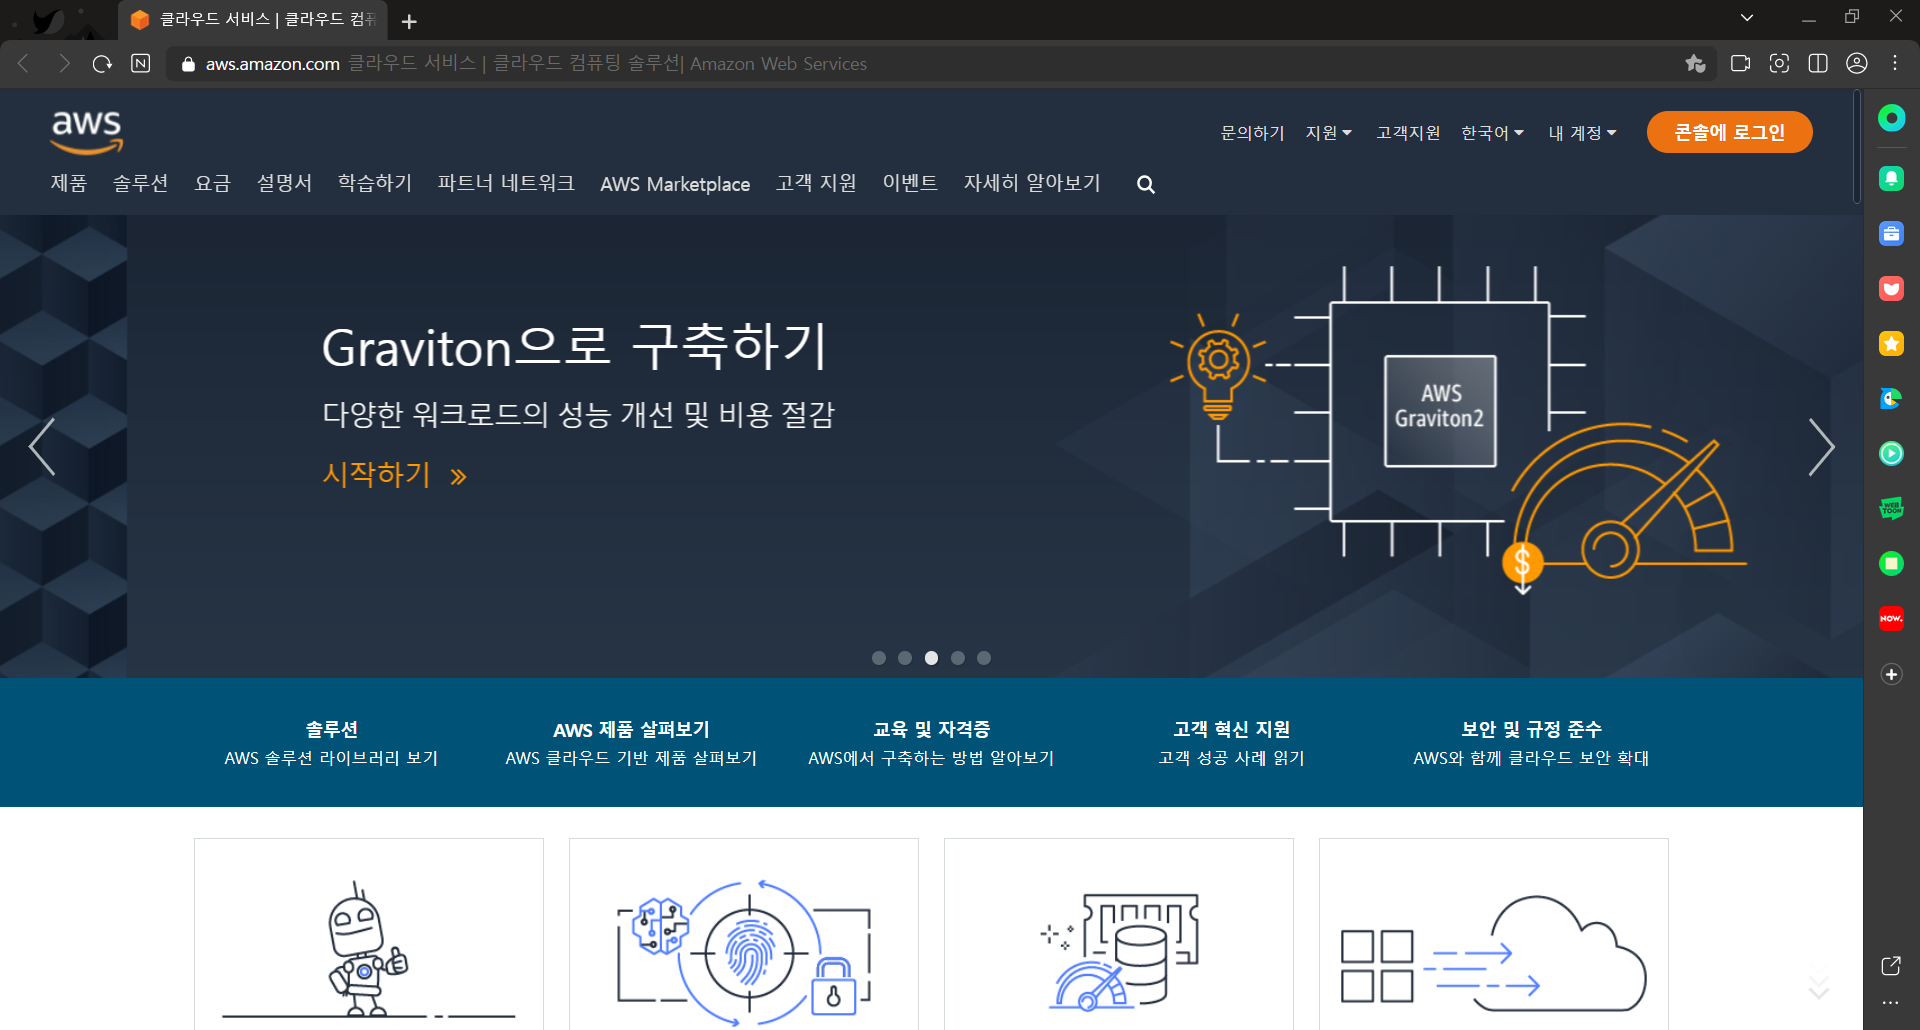 클라우드 서비스 | 클라우드 컴퓨
aws.amazon.com 클라우드 서비스 | 클라우드 컴퓨팅 솔루션| Amazon Web Services
aws
문의하기 지원 고객지원 한국어 내 계정 콘솔에 로그인
제품 솔루션 요금 설명서 학습하기 파트너 네트워크 AWS Marketplace 고객 지원 이벤트 자세히 알아보기
Graviton으로 구축하기
다양한 워크로드의 성능 개선 및 비용 절감
시작하기 »
AWS
Graviton2
$
솔루션
AWS 솔루션 라이브러리 보기
AWS 제품 살펴보기
AWS 클라우드 기반 제품 살펴보기
교육 및 자격증
AWS에서 구축하는 방법 알아보기
고객 혁신 지원
고객 성공 사례 읽기
보안 및 규정 준수
AWS와 함께 클라우드 보안 확대
WEB
TOON
NOW.